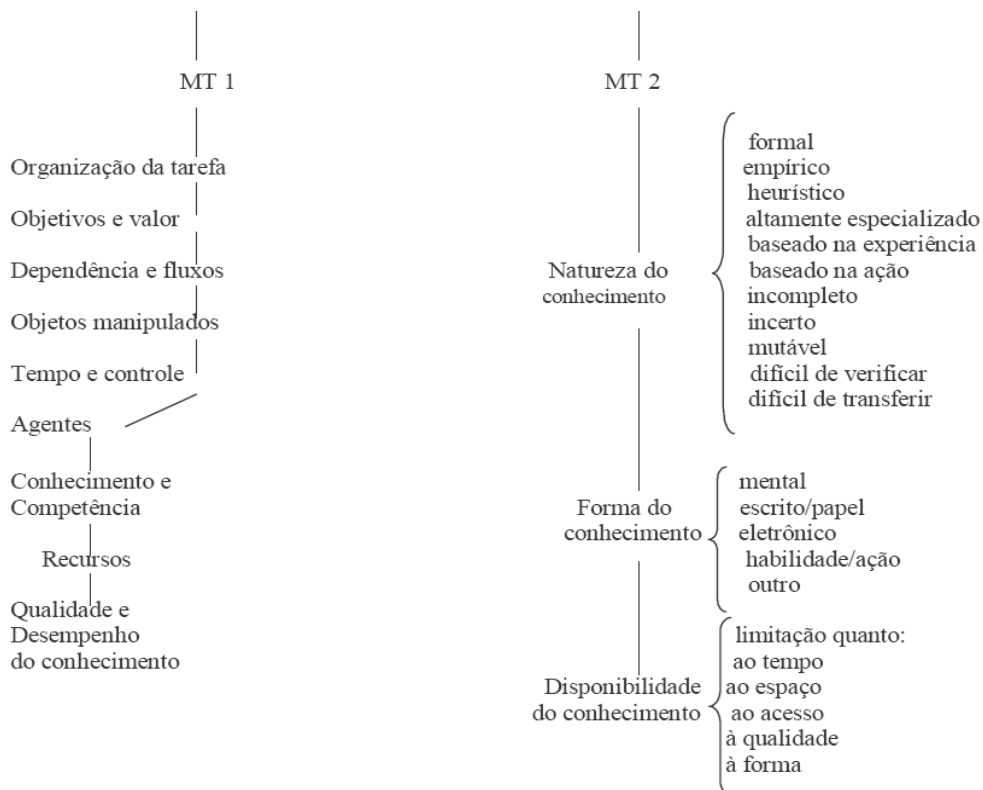 MT 1
Organização da tarefa
Objetivos e valor
Dependência e fluxos
Objetos manipulados
Tempo e controle
Agentes
Conhecimento e
Competência
Recursos
Qualidade e
Desempenho
do conhecimento
MT 2
Natureza do
conhecimento
formal
empírico
heurístico
altamente especializado
baseado na experiência
baseado na ação
incompleto
incerto
mutável
difícil de verificar
difícil de transferir
Forma do
conhecimento
mental
escrito/papel
eletrônico
habilidade/ação
outro
Disponibilidade
do conhecimento
limitação quanto:
ao tempo
ao espaço
ao acesso
à qualidade
à forma